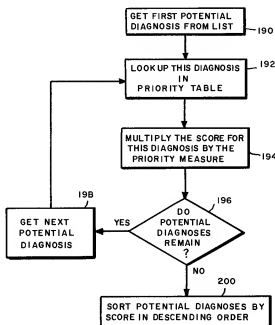 GET FIRST POTENTIAL
DIAGNOSIS FROM LIST
190
LOOKUP THIS DIAGNOSIS
IN
PRIORITY TABLE
192
MULTIPLY THE SCORE FOR
THIS DIAGNOSIS BY THE
PRIORITY MEASURE
194
196
DO
POTENTIAL
DIAGNOSES
REMAIN
?
YES
NO
198
GET NEXT
POTENTIAL
DIAGNOSIS
200
SORT POTENTIAL DIAGNOSES BY
SCORE IN DESCENDING ORDER